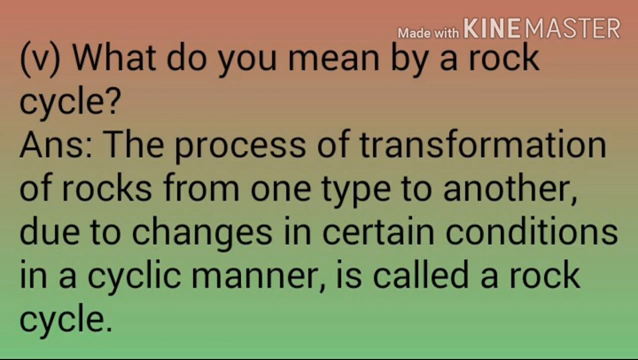 Made with KINEMASTER
(v) What do you mean by a rock
cycle?
Ans: The process of transformation
of rocks from one type to another,
due to changes in certain conditions
in a cyclic manner, is called a rock
cycle.